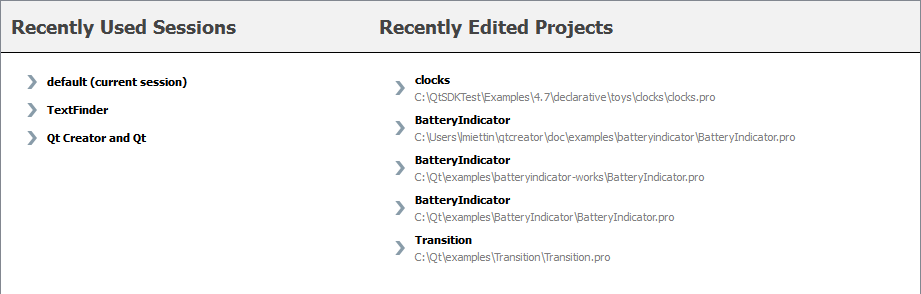 Recently Used Sessions
default (current session)
TextFinder
Qt Creator and Qt
Recently Edited Projects
clocks
C:\QtSDKTest\Examples\4.7\declarative\toys\clocks\clocks.pro
BatteryIndicator
C:\Users\lmiettin\qtcreator\doc\examples\batteryindicator\BatteryIndicator.pro
BatteryIndicator
C:\Qt\examples\batteryindicator-works\BatteryIndicator.pro
BatteryIndicator
C:\Qt\examples\BatteryIndicator\BatteryIndicator.pro
Transition
C:\Qt\examples\Transition\Transition.pro